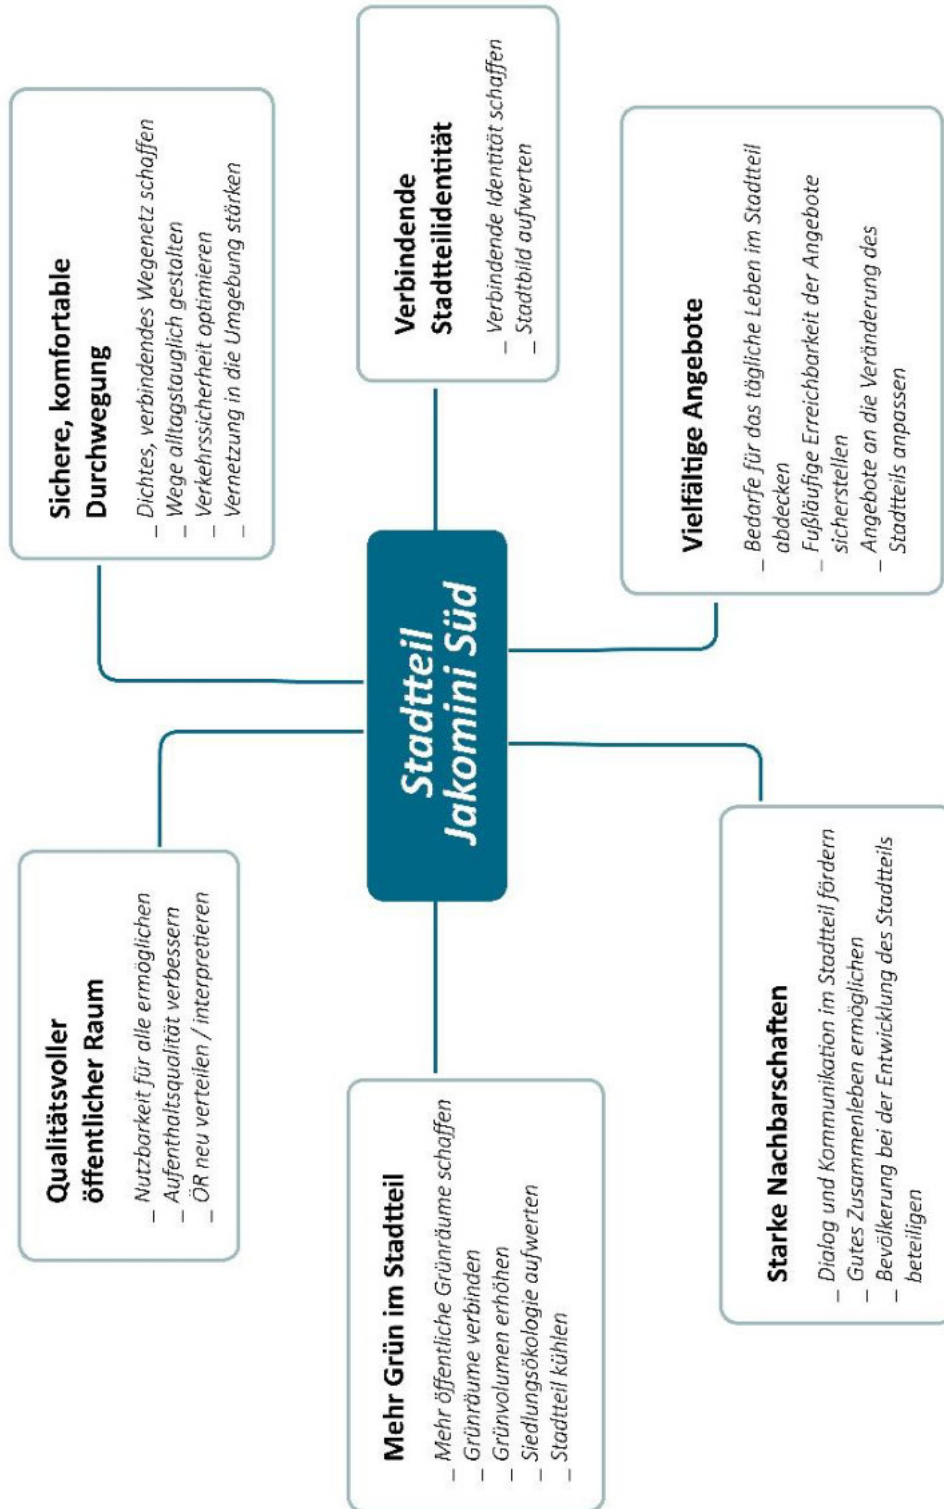 Qualitätsvoller
öffentlicher Raum
– Nutzbarkeit für alle ermöglichen
– Aufenthaltsqualität verbessern
– ÖR neu verteilen / interpretieren
Sichere, komfortable
Durchwegung
– Dichtes, verbindendes Wegenetz schaffen
– Wege alltagstauglich gestalten
– Verkehrssicherheit optimieren
– Vernetzung in die Umgebung stärken
Mehr Grün im Stadtteil
– Mehr öffentliche Grünräume schaffen
– Grünräume verbinden
– Grünvolumen erhöhen
– Siedlungsökologie aufwerten
– Stadtteil kühlen
Stadtteil
Jakomini Süd
Verbindende
Stadtteilidentität
– Verbindende Identität schaffen
– Stadtbild aufwerten
Starke Nachbarschaften
– Dialog und Kommunikation im Stadtteil fördern
– Gutes Zusammenleben ermöglichen
– Bevölkerung bei der Entwicklung des Stadtteils
beteiligen
Vielfältige Angebote
– Bedarfe für das tägliche Leben im Stadtteil
abdecken
– Fußläufige Erreichbarkeit der Angebote
sicherstellen
– Angebote an die Veränderung des
Stadtteils anpassen